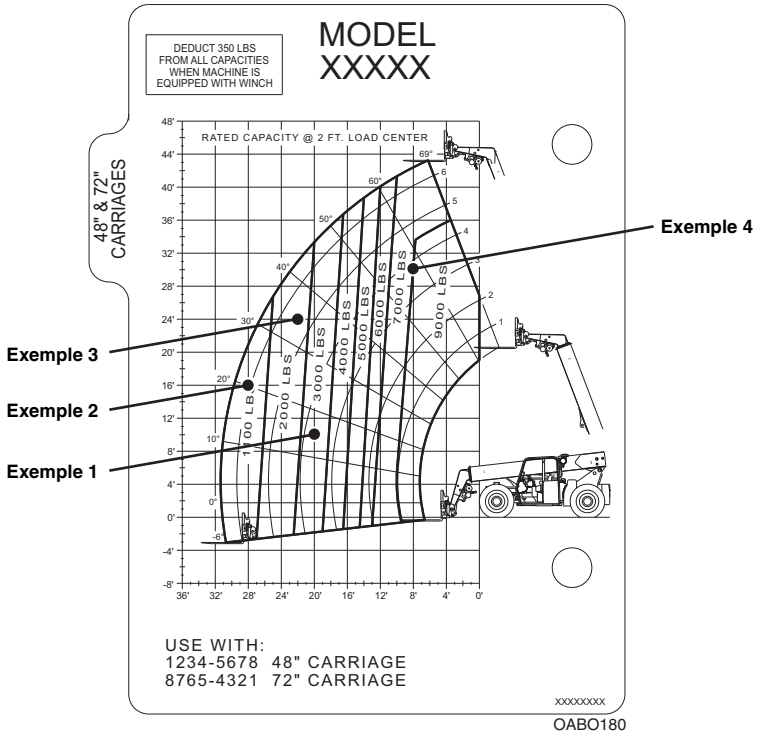 MODEL
XXXXX
DEDUCT 350 LBS
FROM ALL CAPACITIES
WHEN MACHINE IS
EQUIPPED WITH WINCH
48" & 72"
CARRIAGES
RATED CAPACITY @ 2 FT. LOAD CENTER
48'
44'
40'
36'
32'
28'
24'
20'
16'
12'
8'
4'
0'
-4'
-8'
36'
32'
28'
24'
20'
16'
12'
8'
4'
0'
69°
60°
50°
40°
30°
20°
10°
0°
-6°
6
5
4
3
2
1
1100 LBS
2000 LBS
3000 LBS
4000 LBS
5000 LBS
6000 LBS
7000 LBS
9000 LBS
Exemple 4
Exemple 3
Exemple 2
Exemple 1
USE WITH:
1234-5678 48" CARRIAGE
8765-4321 72" CARRIAGE
XXXXXXXX
OABO180